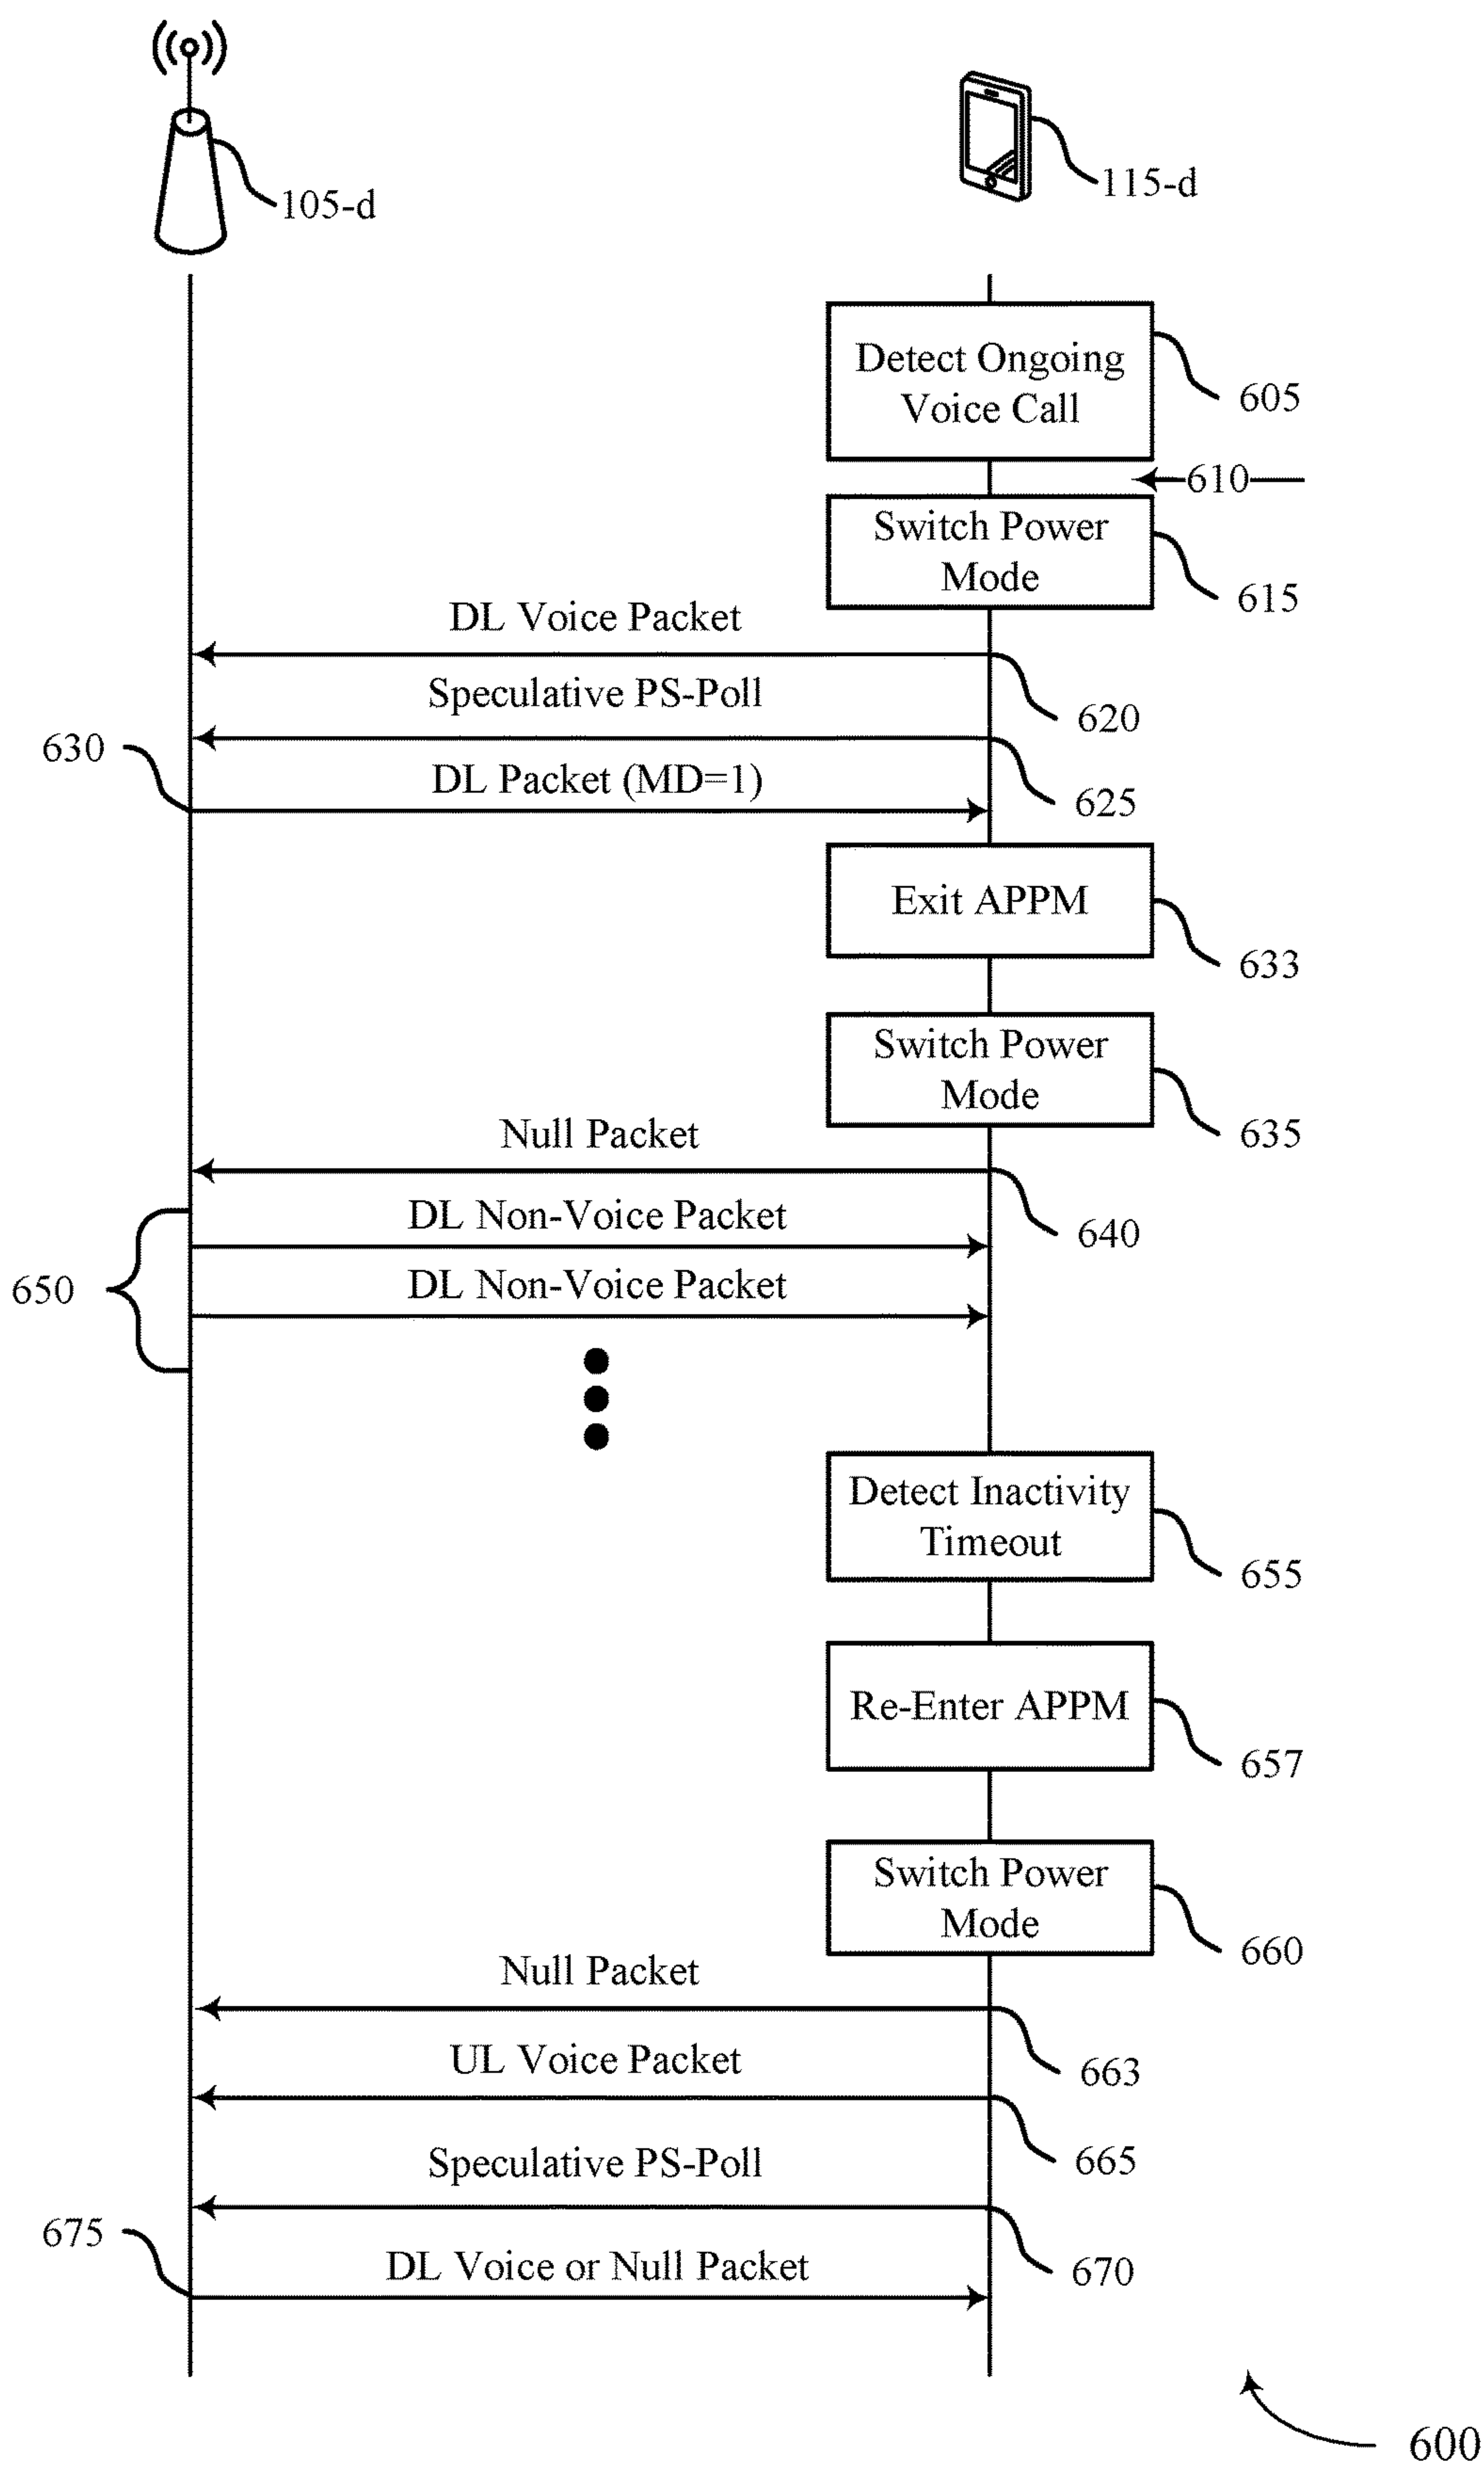 105-d
115-d
Detect Ongoing
Voice Call
605
610
Switch Power
Mode
615
DL Voice Packet
620
Speculative PS-Poll
625
630
DL Packet (MD=1)
Exit APPM
633
Switch Power
Mode
635
Null Packet
640
DL Non-Voice Packet
650
DL Non-Voice Packet
Detect Inactivity
Timeout
655
Re-Enter APPM
657
Switch Power
Mode
660
Null Packet
663
UL Voice Packet
665
Speculative PS-Poll
670
675
DL Voice or Null Packet
600